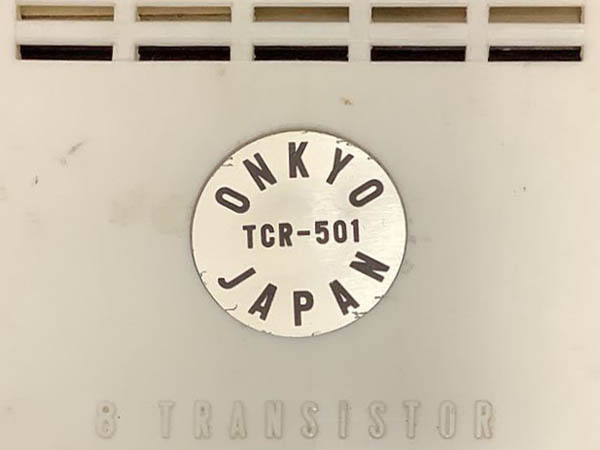 ONKYO
TCR-501
JAPAN
8 TRANSISTOR